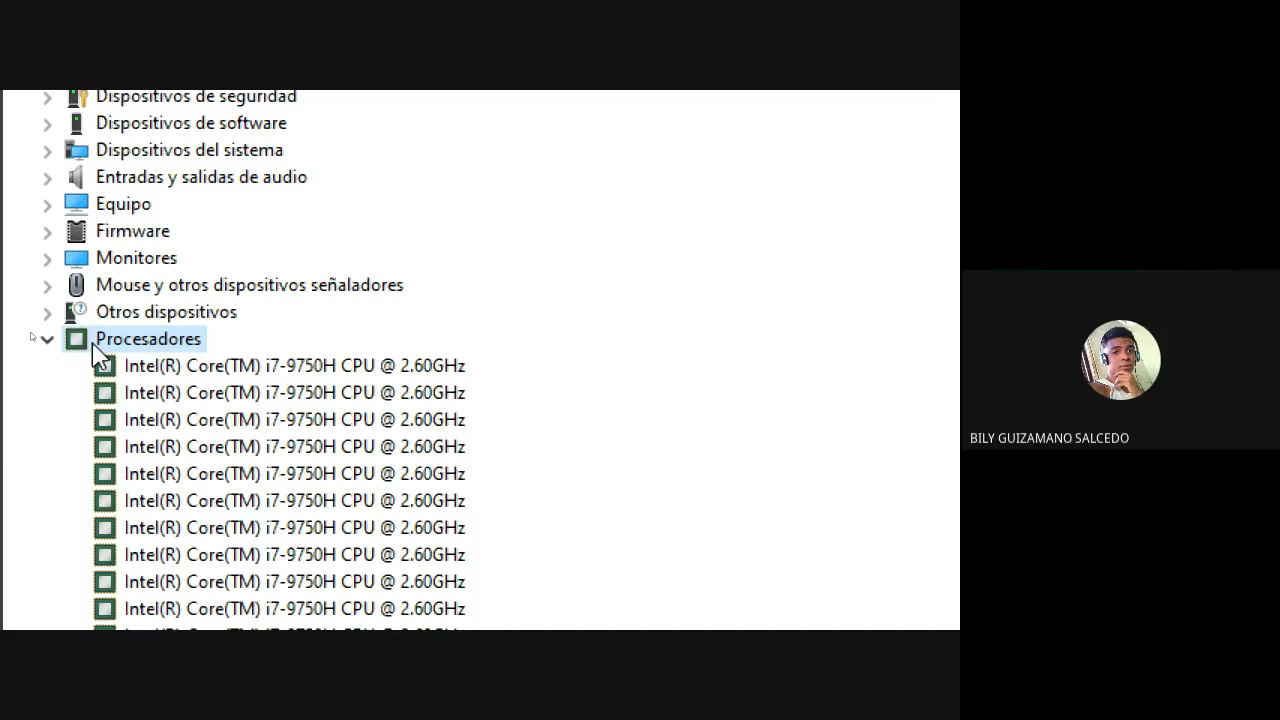 Dispositivos de seguridad
Dispositivos de software
Dispositivos del sistema
Entradas y salidas de audio
Equipo
Firmware
Monitores
Mouse y otros dispositivos señaladores
Otros dispositivos
Procesadores
Intel(R) Core(TM) i7-9750H CPU @ 2.60GHz
Intel(R) Core(TM) i7-9750H CPU @ 2.60GHz
Intel(R) Core(TM) i7-9750H CPU @ 2.60GHz
Intel(R) Core(TM) i7-9750H CPU @ 2.60GHz
Intel(R) Core(TM) i7-9750H CPU @ 2.60GHz
Intel(R) Core(TM) i7-9750H CPU @ 2.60GHz
Intel(R) Core(TM) i7-9750H CPU @ 2.60GHz
Intel(R) Core(TM) i7-9750H CPU @ 2.60GHz
Intel(R) Core(TM) i7-9750H CPU @ 2.60GHz
Intel(R) Core(TM) i7-9750H CPU @ 2.60GHz
BILY GUIZAMANO SALCEDO